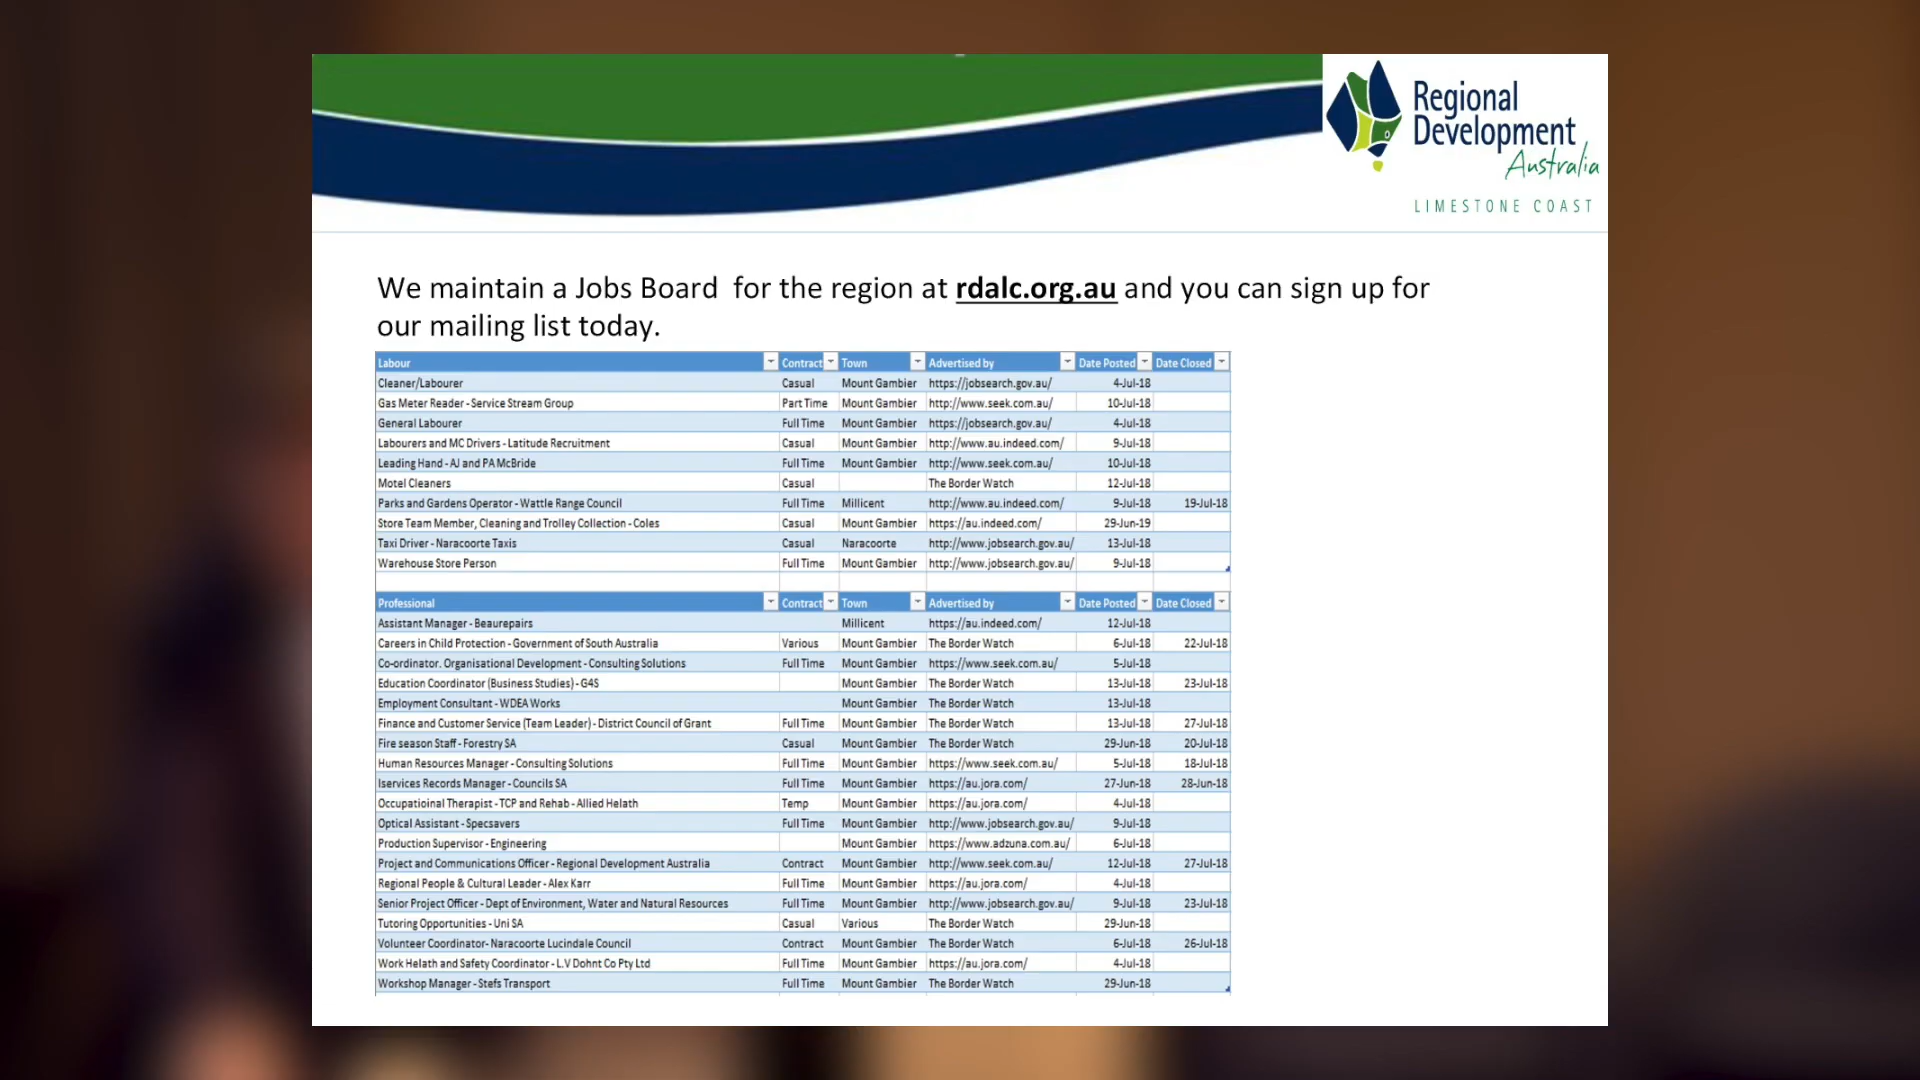 Regional
Development
Australia
LIMESTONE COAST
We maintain a Jobs Board for the region at rdalc.org.au and you can sign up for
our mailing list today.
Labour Contract Town Advertised by Date Posted Date Closed
Cleaner/Labourer Casual Mount Gambier https://jobsearch.gov.au/ 4-Jul-18
Gas Meter Reader - Service Stream Group Part Time Mount Gambier http://www.seek.com.au/ 10-Jul-18
General Labourer Full Time Mount Gambier https://jobsearch.gov.au/ 4-Jul-18
Labourers and MC Drivers - Latitude Recruitment Casual Mount Gambier http://www.au.indeed.com/ 9-Jul-18
Leading Hand - AJ and PA McBride Full Time Mount Gambier http://www.seek.com.au/ 10-Jul-18
Motel Cleaners Casual The Border Watch 12-Jul-18
Parks and Gardens Operator - Wattle Range Council Full Time Millicent http://www.au.indeed.com/ 9-Jul-18 19-Jul-18
Store Team Member, Cleaning and Trolley Collection - Coles Casual Mount Gambier https://au.indeed.com/ 29-Jun-19
Taxi Driver - Naracoorte Taxis Casual Naracoorte http://www.jobsearch.gov.au/ 13-Jul-18
Warehouse Store Person Full Time Mount Gambier http://www.jobsearch.gov.au/ 9-Jul-18
Professional Contract Town Advertised by Date Posted Date Closed
Assistant Manager - Beaurepairs Millicent https://au.indeed.com/ 12-Jul-18
Careers in Child Protection - Government of South Australia Various Mount Gambier The Border Watch 6-Jul-18 22-Jul-18
Co-ordinator. Organisational Development - Consulting Solutions Full Time Mount Gambier https://www.seek.com.au/ 5-Jul-18
Education Coordinator (Business Studies) - G4S Mount Gambier The Border Watch 13-Jul-18 23-Jul-18
Employment Consultant - WDEA Works Mount Gambier The Border Watch 13-Jul-18
Finance and Customer Service (Team Leader) - District Council of Grant Full Time Mount Gambier The Border Watch 13-Jul-18 27-Jul-18
Fire season Staff - Forestry SA Casual Mount Gambier The Border Watch 29-Jun-18 20-Jul-18
Human Resources Manager - Consulting Solutions Full Time Mount Gambier https://www.seek.com.au/ 5-Jul-18 18-Jul-18
Iservices Records Manager - Councils SA Full Time Mount Gambier https://au.jora.com/ 27-Jun-18 28-Jun-18
Occupatioinal Therapist - TCP and Rehab - Allied Helath Temp Mount Gambier https://au.jora.com/ 4-Jul-18
Optical Assistant - Specsavers Full Time Mount Gambier http://www.jobsearch.gov.au/ 9-Jul-18
Production Supervisor - Engineering Mount Gambier https://www.adzuna.com.au/ 6-Jul-18
Project and Communications Officer - Regional Development Australia Contract Mount Gambier http://www.seek.com.au/ 12-Jul-18 27-Jul-18
Regional People & Cultural Leader - Alex Karr Full Time Mount Gambier https://au.jora.com/ 4-Jul-18
Senior Project Officer - Dept of Environment, Water and Natural Resources Full Time Mount Gambier http://www.jobsearch.gov.au/ 9-Jul-18 23-Jul-18
Tutoring Opportunities - Uni SA Casual Various The Border Watch 29-Jun-18
Volunteer Coordinator- Naracoorte Lucindale Council Contract Mount Gambier The Border Watch 6-Jul-18 26-Jul-18
Work Helath and Safety Coordinator - L.V Dohnt Co Pty Ltd Full Time Mount Gambier https://au.jora.com/ 4-Jul-18
Workshop Manager - Stefs Transport Full Time Mount Gambier The Border Watch 29-Jun-18